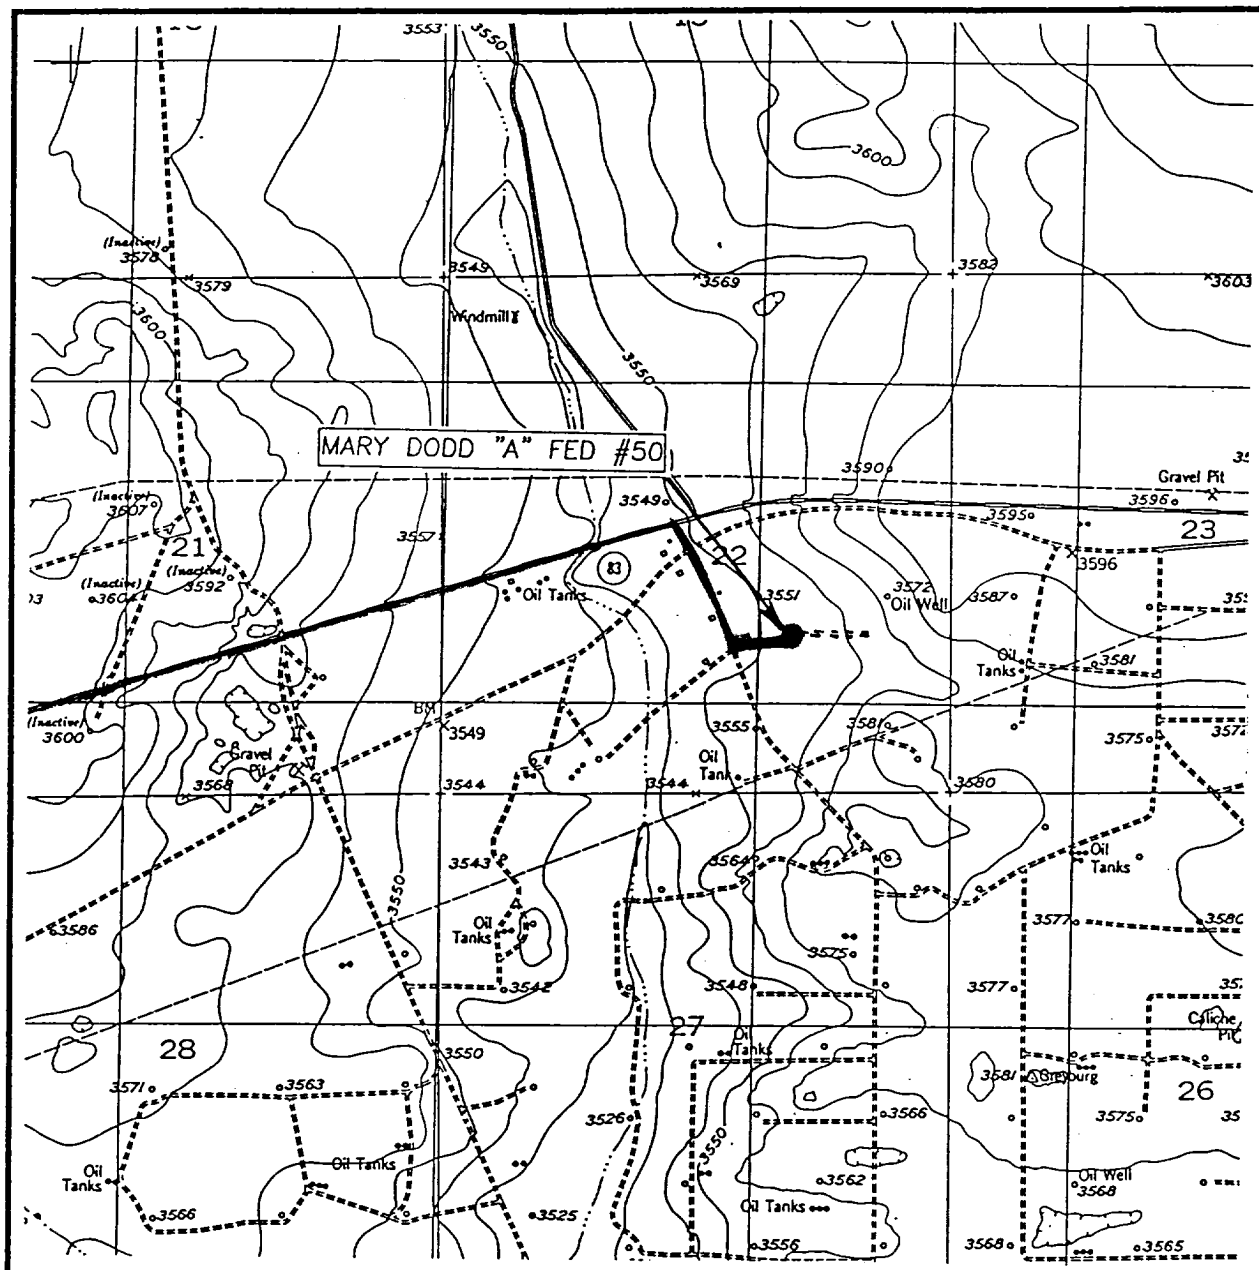 3553
3550
3600
(Inactive)
3578
3579
3549
3569
3582
3603
3600
Windmill
3550
MARY DODD "A" FED #50
3590
Gravel Pit
(Inactive)
3607
3549
3596
3595
3557
21
22
23
(Inactive)
3592
83
3596
3604
(Inactive)
Oil Tanks
3551
3572
Oil Well
3587
Oil
Tanks
3581
(Inactive)
3600
BM
3549
3555
3581
3575
3572
Gravel
Pit
3568
Oil
Tank
3544
3544
3580
3543
3564
Oil
Tanks
3550
3586
Oil
Tanks
3577
3580
3575
3542
3548
3577
27
Oil
Tanks
Caliche
Pit
28
3550
3571
3563
3581
Greyburg
26
3526
3566
3575
3550
Oil
Tanks
Oil Tanks
Oil Well
3568
3562
3566
3525
Oil Tanks
3556
3568
3565